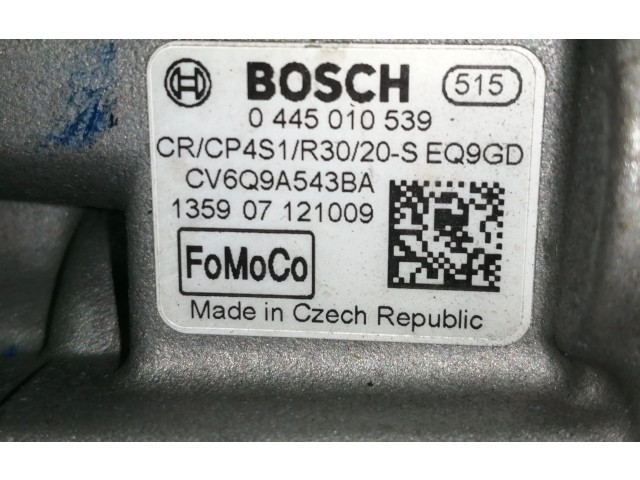 BOSCH 515
0 445 010 539
CR/CP4S1/R30/20-S EQ9GD
CV6Q9A543BA
1359 07 121009
FoMoCo
Made in Czech Republic